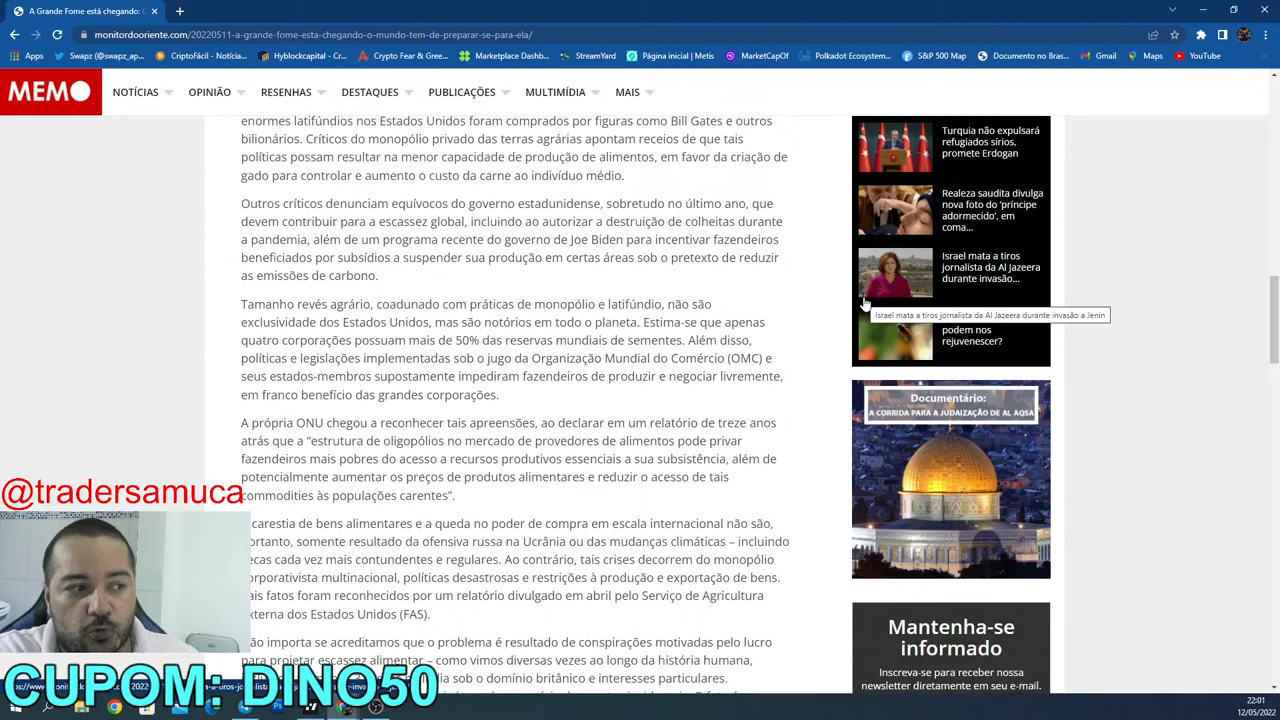 A Grande Fome está chegando:
monitordooriente.com/20220511-a-grande-fome-esta-chegando-o-mundo-tem-de-preparar-se-para-ela/
Apps
Swapz (@swapz_ap...
CriptoFácil - Notícia...
Hyblockcapital - Cr...
Crypto Fear & Gree...
Marketplace Dashb...
StreamYard
Página inicial | Metis
MarketCapOf
Polkadot Ecosystem...
S&P 500 Map
Documento no Bras...
Gmail
Maps
YouTube
MEMO
NOTÍCIAS
OPINIÃO
RESENHAS
DESTAQUES
PUBLICAÇÕES
MULTIMÍDIA
MAIS
enormes latifúndios nos Estados Unidos foram comprados por figuras como Bill Gates e outros
bilionários. Críticos do monopólio privado das terras agrárias apontam receios de que tais
políticas possam resultar na menor capacidade de produção de alimentos, em favor da criação de
gado para controlar e aumento o custo da carne ao indivíduo médio.
Outros críticos denunciam equívocos do governo estadunidense, sobretudo no último ano, que
devem contribuir para a escassez global, incluindo ao autorizar a destruição de colheitas durante
a pandemia, além de um programa recente do governo de Joe Biden para incentivar fazendeiros
beneficiados por subsídios a suspender sua produção em certas áreas sob o pretexto de reduzir
as emissões de carbono.
Tamanho revés agrário, coadunado com práticas de monopólio e latifúndio, não são
exclusividade dos Estados Unidos, mas são notórios em todo o planeta. Estima-se que apenas
quatro corporações possuam mais de 50% das reservas mundiais de sementes. Além disso,
políticas e legislações implementadas sob o jugo da Organização Mundial do Comércio (OMC) e
seus estados-membros supostamente impediram fazendeiros de produzir e negociar livremente,
em franco benefício das grandes corporações.
A própria ONU chegou a reconhecer tais apreensões, ao declarar em um relatório de treze anos
atrás que a "estrutura de oligopólios no mercado de provedores de alimentos pode privar
fazendeiros mais pobres do acesso a recursos produtivos essenciais a sua subsistência, além de
potencialmente aumentar os preços de produtos alimentares e reduzir o acesso de tais
commodities às populações carentes".
carestia de bens alimentares e a queda no poder de compra em escala internacional não são,
ortanto, somente resultado da ofensiva russa na Ucrânia ou das mudanças climáticas – incluindo
ecas cada vez mais contundentes e regulares. Ao contrário, tais crises decorrem do monopólio
orporativista multinacional, políticas desastrosas e restrições à produção e exportação de bens.
ais fatos foram reconhecidos por um relatório divulgado em abril pelo Serviço de Agricultura
xterna dos Estados Unidos (FAS).
ão importa se acreditamos que o problema é resultado de conspirações motivadas pelo lucro
para projetar escassez alimentar – como vimos diversas vezes ao longo da história humana,
sob o domínio britânico e interesses particulares.
Turquia não expulsará
refugiados sírios,
promete Erdogan
Realeza saudita divulga
nova foto do 'príncipe
adormecido', em
coma...
Israel mata a tiros
jornalista da Al Jazeera
durante invasão...
Israel mata a tiros jornalista da Al Jazeera durante invasão a Jenin
podem nos
rejuvenescer?
Documentário:
A CORRIDA PARA A JUDAIZAÇÃO DE AL AQSA
Mantenha-se
informado
Inscreva-se para receber nossa
newsletter diretamente em seu e-mail.
@tradersamuca
CUPOM: DINO50
22:01
12/05/2022